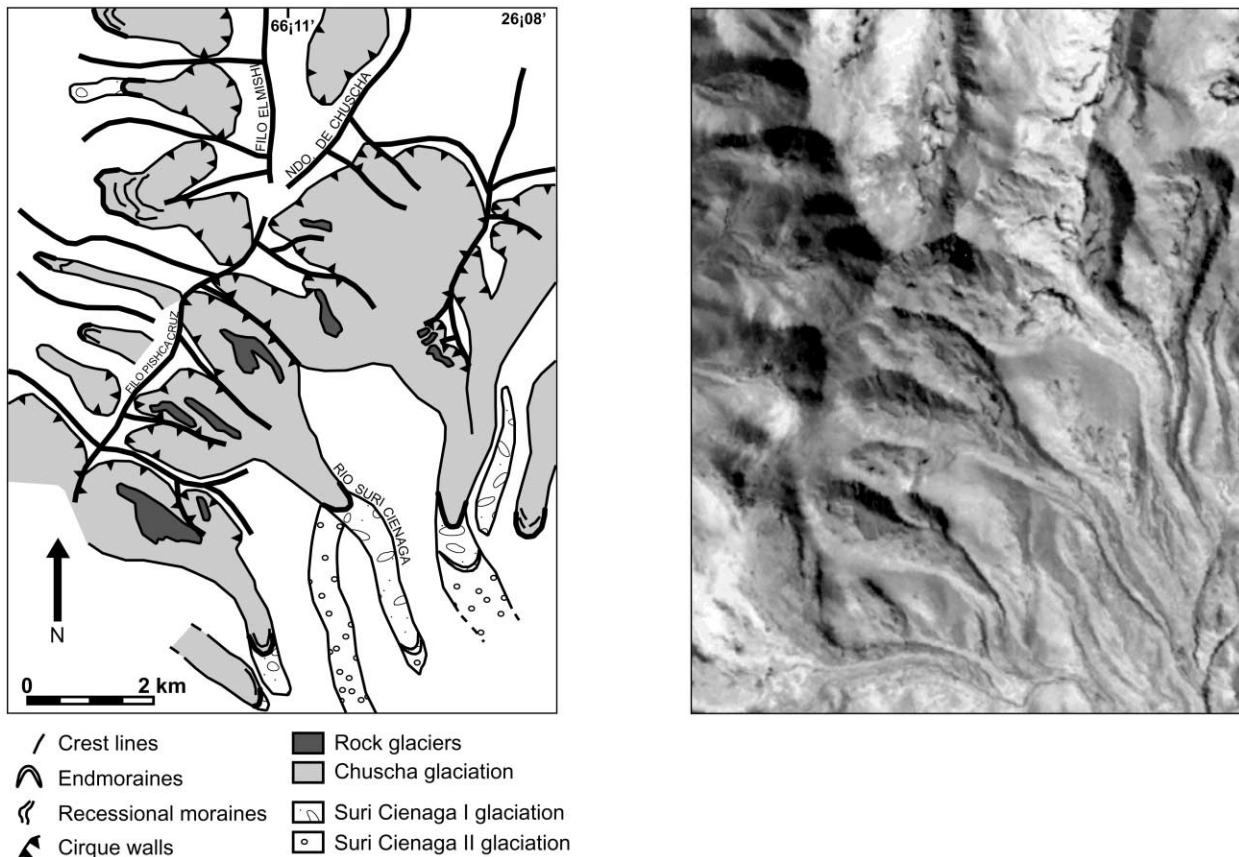 66¡11'
26¡08'
FILO EL MISHI
NDO. DE CHUSCHA
FILO PISHCA CRUZ
RIO SURI CIENAGA
N
0 2 km
Crest lines
Endmoraines
Recessional moraines
Cirque walls
Rock glaciers
Chuscha glaciation
Suri Cienaga I glaciation
Suri Cienaga II glaciation